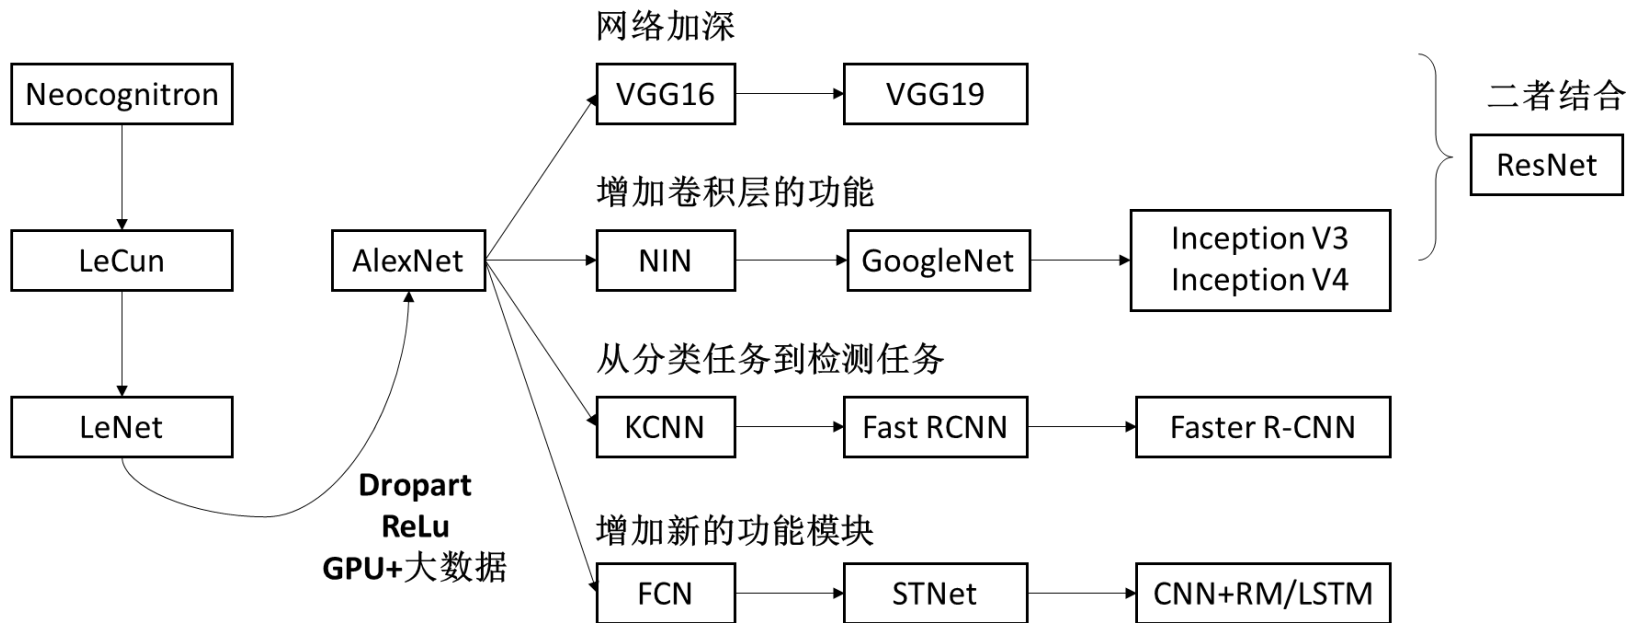 Neocognitron
LeCun
LeNet
Dropart
ReLu
GPU+大数据
AlexNet
网络加深
VGG16
VGG19
增加卷积层的功能
NIN
GoogleNet
Inception V3
Inception V4
二者结合
ResNet
从分类任务到检测任务
KCNN
Fast RCNN
Faster R-CNN
增加新的功能模块
FCN
STNet
CNN+RM/LSTM